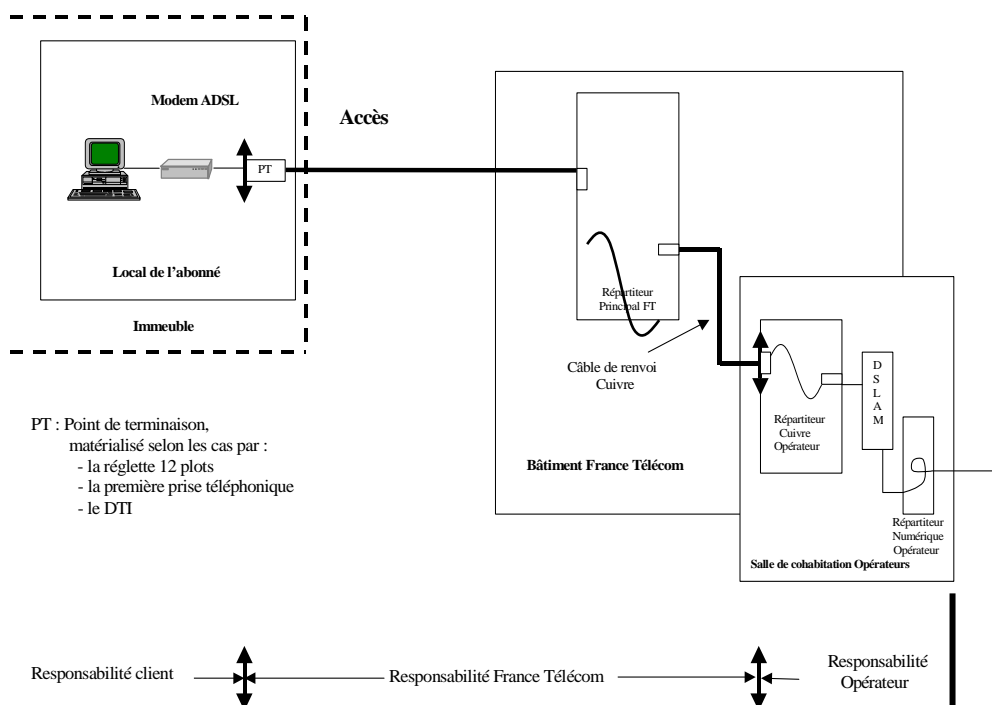 Modem ADSL
Accès
PT
Local de l'abonné
Immeuble
Répartiteur
Principal FT
Câble de renvoi
Cuivre
Bâtiment France Télécom
Répartiteur
Cuivre
Opérateur
D
S
L
A
M
Répartiteur
Numérique
Opérateur
Salle de cohabitation Opérateurs
PT : Point de terminaison,
matérialisé selon les cas par :
- la réglette 12 plots
- la première prise téléphonique
- le DTI
Responsabilité client
Responsabilité France Télécom
Responsabilité
Opérateur